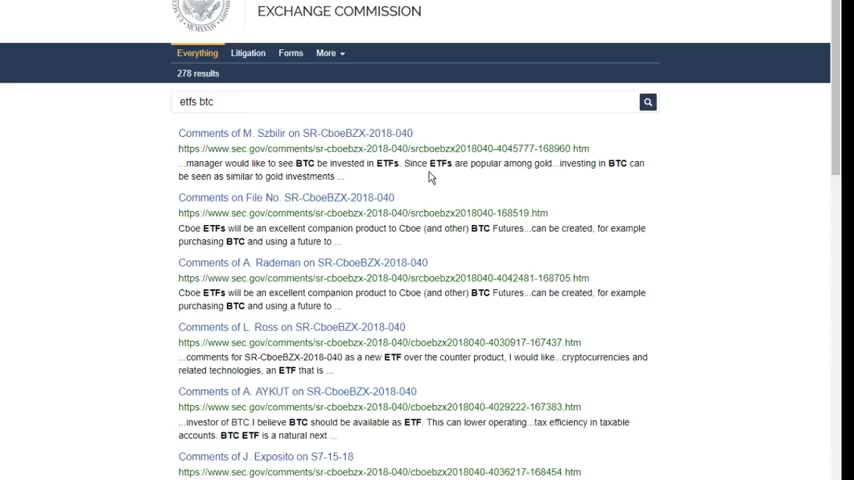 EXCHANGE COMMISSION
Everything Litigation Forms More
278 results
etfs btc
Comments of M. Szbilir on SR-CboeBZX-2018-040
https://www.sec.gov/comments/sr-cboebzx-2018-040/srcboebzx2018040-4045777-168960.htm
...manager would like to see BTC be invested in ETFs. Since ETFs are popular among gold...investing in BTC can
be seen as similar to gold investments ...
Comments on File No. SR-CboeBZX-2018-040
https://www.sec.gov/comments/sr-cboebzx-2018-040/srcboebzx2018040-168519.htm
Cboe ETFs will be an excellent companion product to Cboe (and other) BTC Futures...can be created, for example
purchasing BTC and using a future to ...
Comments of A. Rademan on SR-CboeBZX-2018-040
https://www.sec.gov/comments/sr-cboebzx-2018-040/srcboebzx2018040-4042481-168705.htm
Cboe ETFs will be an excellent companion product to Cboe (and other) BTC Futures...can be created, for example
purchasing BTC and using a future to ...
Comments of L. Ross on SR-CboeBZX-2018-040
https://www.sec.gov/comments/sr-cboebzx-2018-040/cboebzx2018040-4030917-167437.htm
...comments for SR-CboeBZX-2018-040 as a new ETF over the counter product, I would like...cryptocurrencies and
related technologies, an ETF that is ...
Comments of A. AYKUT on SR-CboeBZX-2018-040
https://www.sec.gov/comments/sr-cboebzx-2018-040/cboebzx2018040-4029222-167383.htm
...investor of BTC.I believe BTC should be available as ETF. This can lower operating...tax efficiency in taxable
accounts. BTC ETF is a natural next ...
Comments of J. Exposito on S7-15-18
https://www.sec.gov/comments/sr-cboebzx-2018-040/cboebzx2018040-4036217-168454.htm